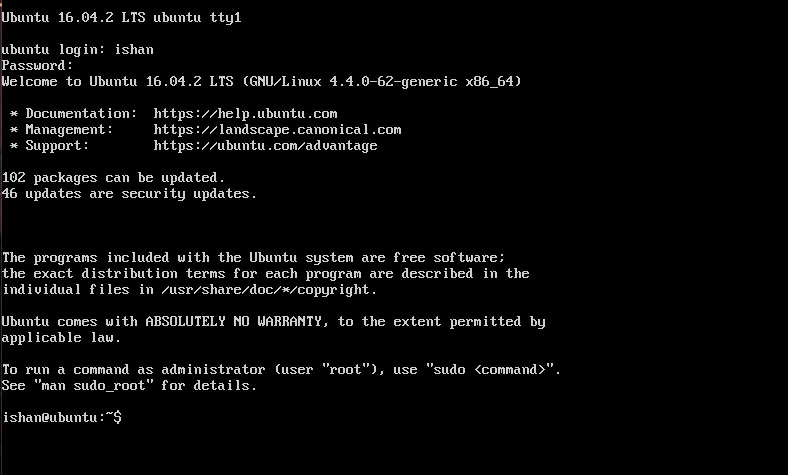 Ubuntu 16.04.2 LTS ubuntu tty1
ubuntu login: ishan
Password:
Welcome to Ubuntu 16.04.2 LTS (GNU/Linux 4.4.0-62-generic x86_64)
* Documentation:  https://help.ubuntu.com
* Management:     https://landscape.canonical.com
* Support:        https://ubuntu.com/advantage
102 packages can be updated.
46 updates are security updates.
The programs included with the Ubuntu system are free software;
the exact distribution terms for each program are described in the
individual files in /usr/share/doc/*/copyright.
Ubuntu comes with ABSOLUTELY NO WARRANTY, to the extent permitted by
applicable law.
To run a command as administrator (user "root"), use "sudo <command>".
See "man sudo_root" for details.
ishan@ubuntu:~$